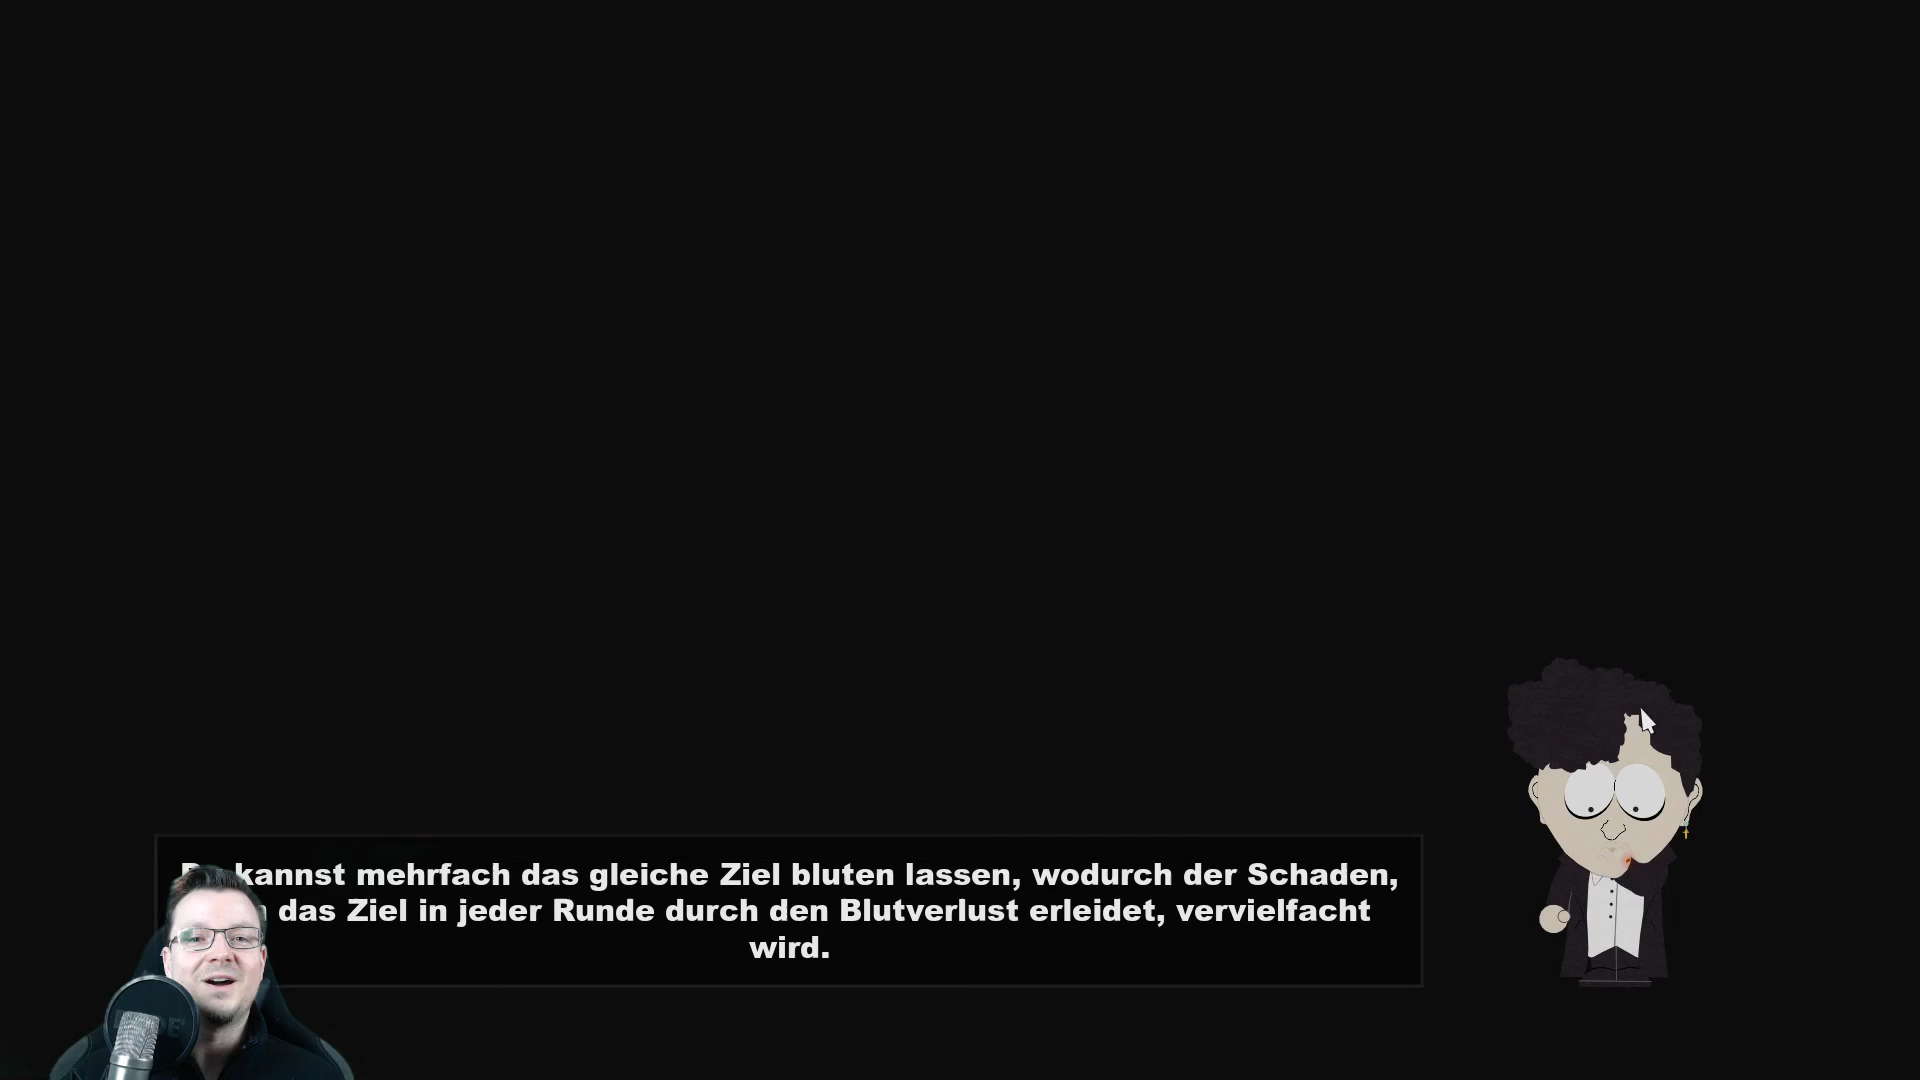 kannst mehrfach das gleiche Ziel bluten lassen, wodurch der Schaden,
das Ziel in jeder Runde durch den Blutverlust erleidet, vervielfacht
wird.